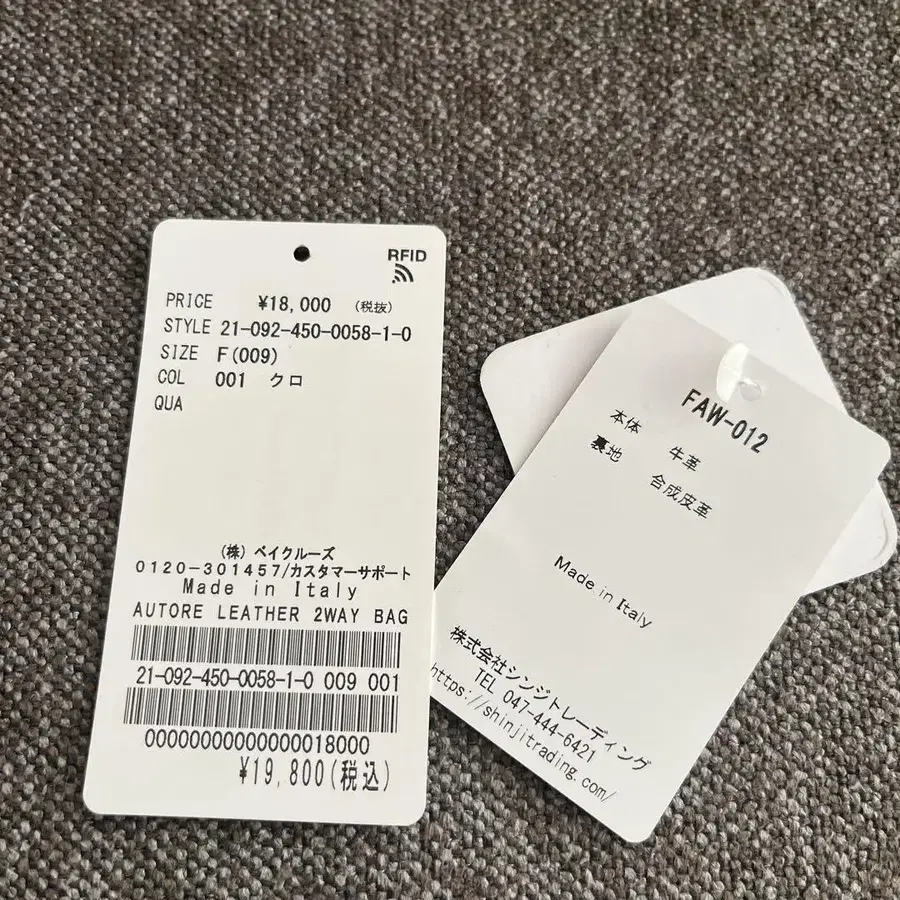 RFID
PRICE ¥18,000 (税抜)
STYLE 21-092-450-0058-1-0
SIZE F(009)
COL 001 クロ
QUA
(株) ベイクルーズ
0120-301457/カスタマーサポート
Made in Italy
AUTORE LEATHER 2WAY BAG
21-092-450-0058-1-0 009 001
00000000000000018000
¥19,800(税込)
FAW-012
本体 牛革
裏地 合成皮革
Made in Italy
株式会社シンジトレーディング
TEL 047-444-6421
https://shinjitrading.com/